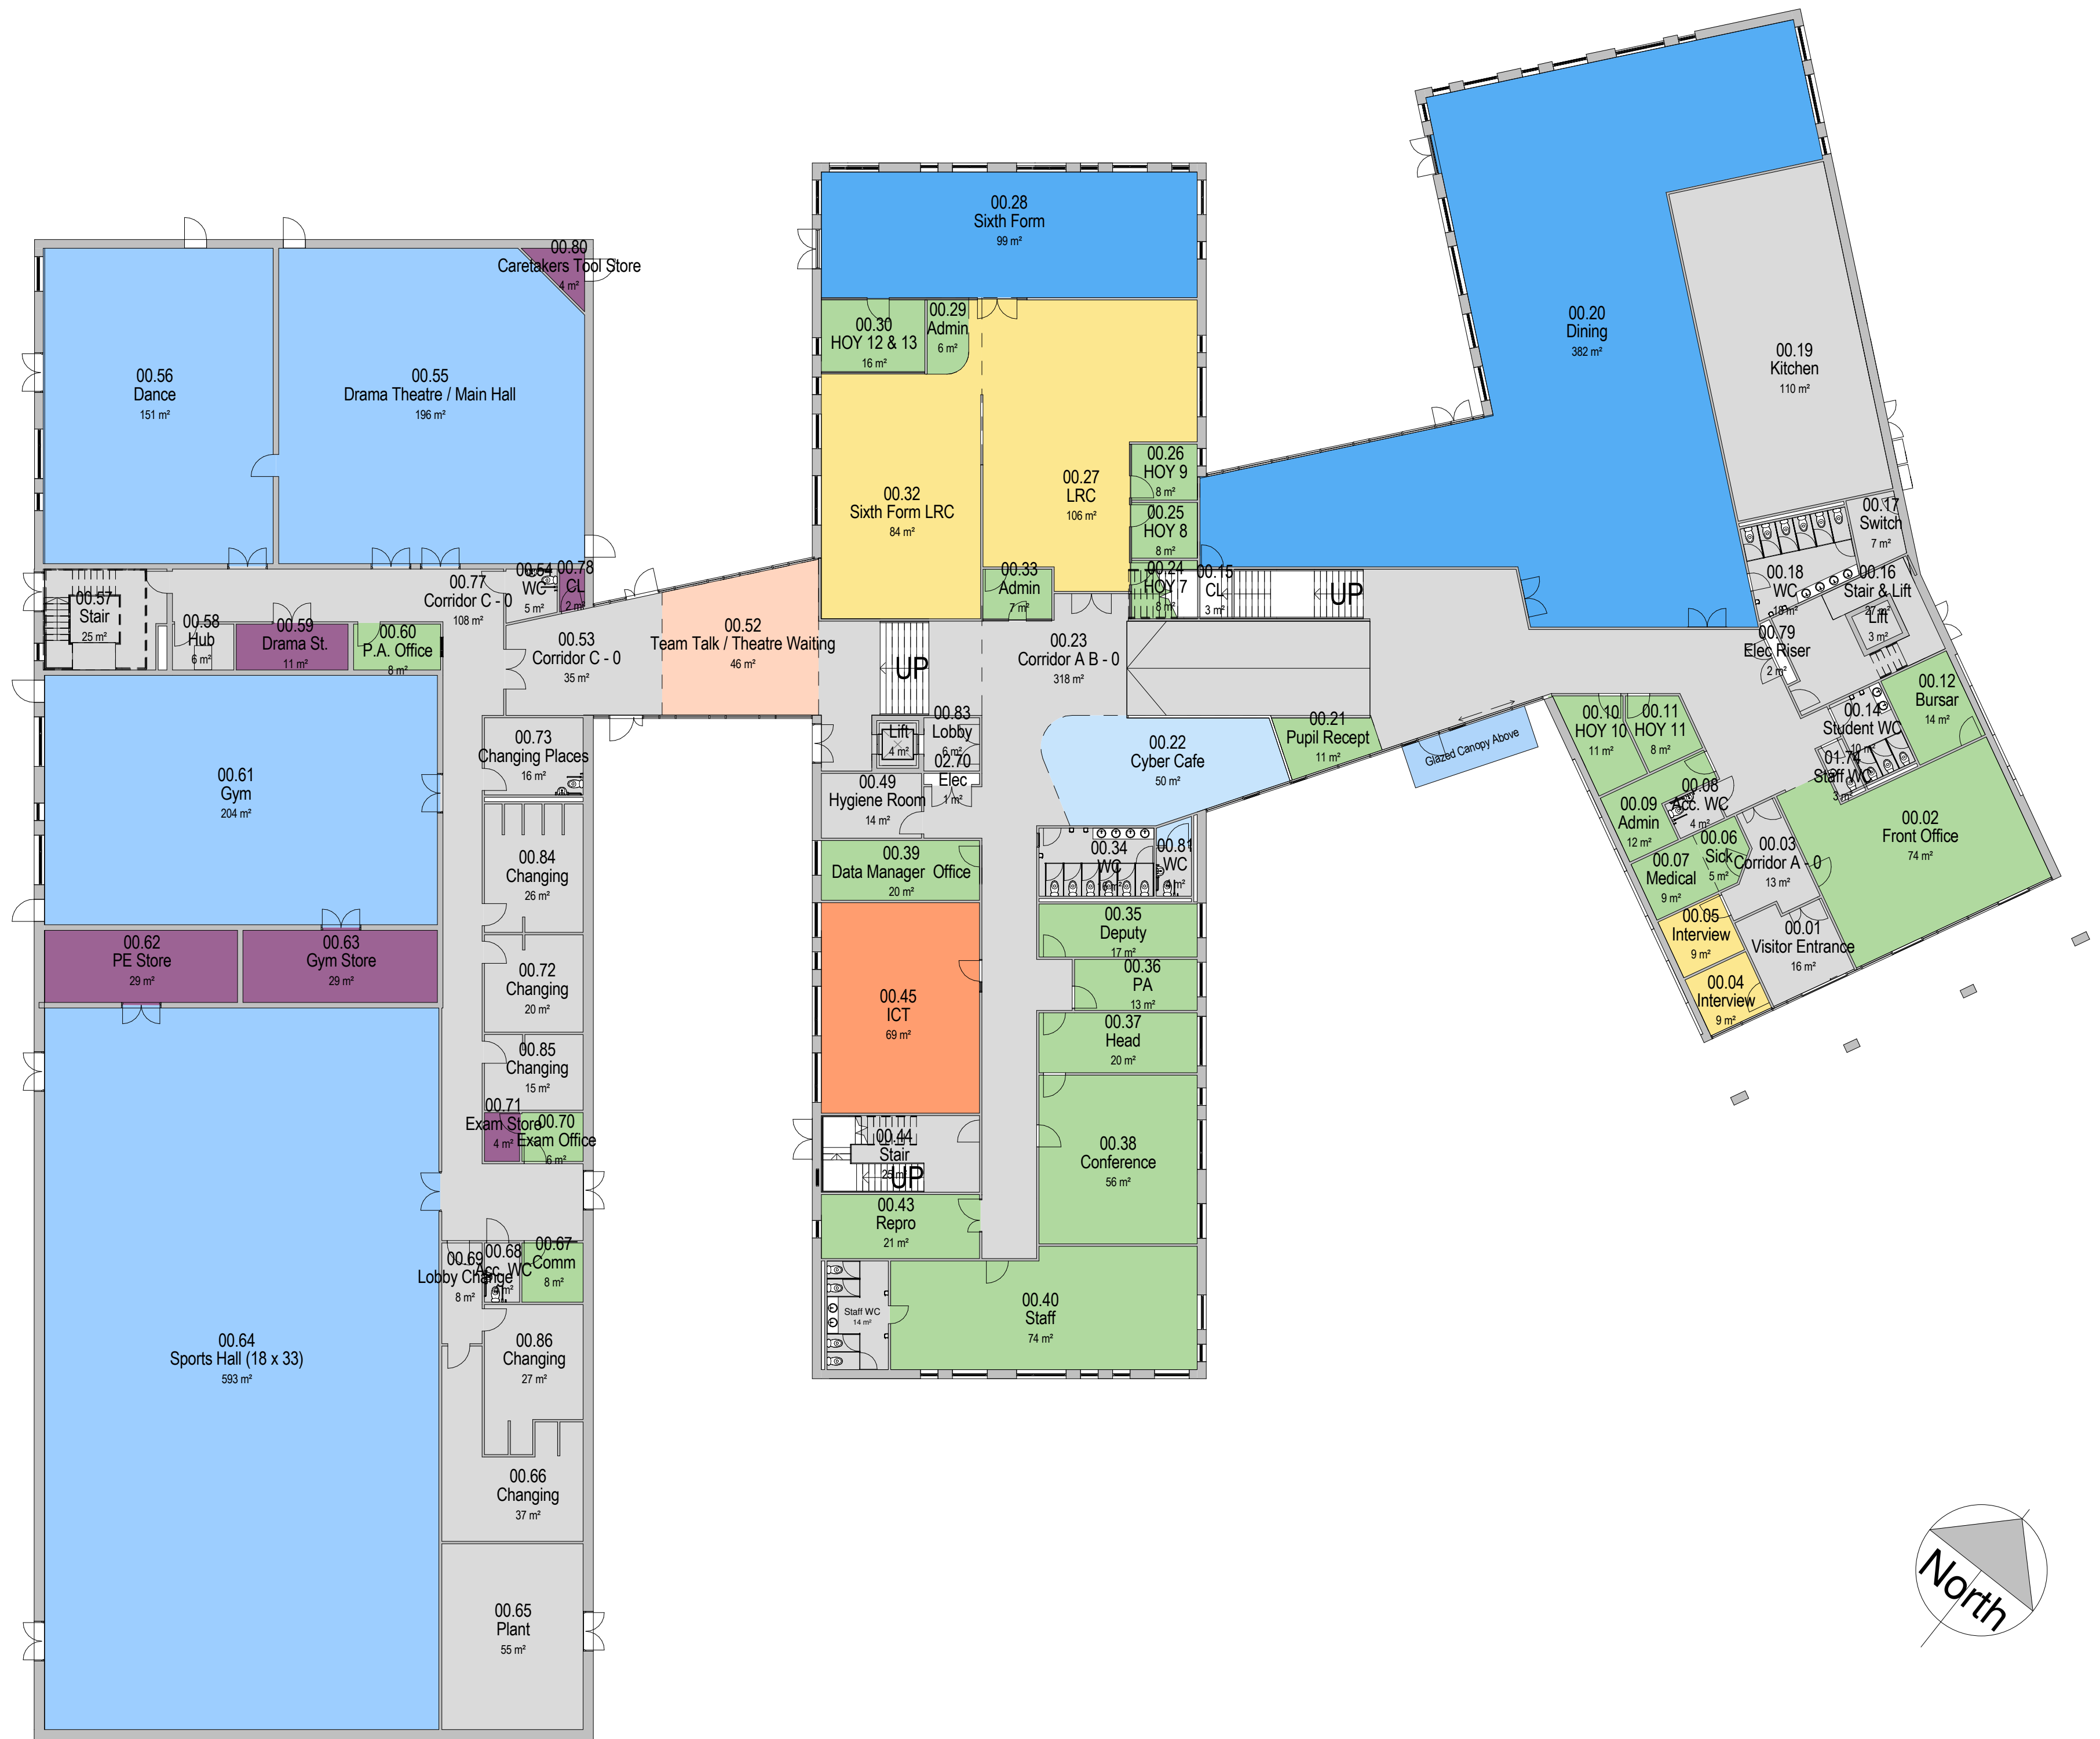 00.80
Caretakers Tool Store
4 m²
00.56
Dance
151 m²
00.55
Drama Theatre / Main Hall
196 m²
00.57
Stair
25 m²
00.58
Hub
6 m²
00.59
Drama St.
11 m²
00.60
P.A. Office
8 m²
00.77
Corridor C - 0
108 m²
00.54
WC
5 m²
00.78
CL
2 m²
00.53
Corridor C - 0
35 m²
00.52
Team Talk / Theatre Waiting
46 m²
00.61
Gym
204 m²
00.62
PE Store
29 m²
00.63
Gym Store
29 m²
00.64
Sports Hall (18 x 33)
593 m²
00.73
Changing Places
16 m²
00.84
Changing
26 m²
00.72
Changing
20 m²
00.85
Changing
15 m²
00.71
Exam Store
4 m²
00.70
Exam Office
6 m²
00.69
Lobby Change
8 m²
00.68
Acc. WC
00.67
Comm
8 m²
00.86
Changing
27 m²
00.66
Changing
37 m²
00.65
Plant
55 m²
00.28
Sixth Form
99 m²
00.30
HOY 12 & 13
16 m²
00.29
Admin
6 m²
00.32
Sixth Form LRC
84 m²
00.27
LRC
106 m²
00.26
HOY 9
8 m²
00.25
HOY 8
8 m²
00.24
HOY 7
8 m²
00.33
Admin
7 m²
00.15
CL
3 m²
UP
UP
00.23
Corridor A B - 0
318 m²
Lift
4 m²
00.83
Lobby
6 m²
02.70
Elec
1 m²
00.49
Hygiene Room
14 m²
00.22
Cyber Cafe
50 m²
00.21
Pupil Recept
11 m²
Glazed Canopy Above
00.39
Data Manager Office
20 m²
00.34
WC
00.81
WC
00.35
Deputy
17 m²
00.36
PA
13 m²
00.45
ICT
69 m²
00.37
Head
20 m²
00.44
Stair
25 m²
UP
00.38
Conference
56 m²
00.43
Repro
21 m²
Staff WC
14 m²
00.40
Staff
74 m²
00.20
Dining
382 m²
00.19
Kitchen
110 m²
00.17
Switch
7 m²
00.18
WC
00.16
Stair & Lift
27 m²
Lift
3 m²
00.79
Elec Riser
2 m²
00.12
Bursar
14 m²
00.14
Student WC
10 m²
01.74
Staff WC
3 m²
00.10
HOY 10
11 m²
00.11
HOY 11
8 m²
00.09
Admin
12 m²
00.08
Acc. WC
4 m²
00.02
Front Office
74 m²
00.06
Sick
5 m²
00.03
Corridor A - 0
13 m²
00.07
Medical
9 m²
00.05
Interview
9 m²
00.01
Visitor Entrance
16 m²
00.04
Interview
9 m²
North